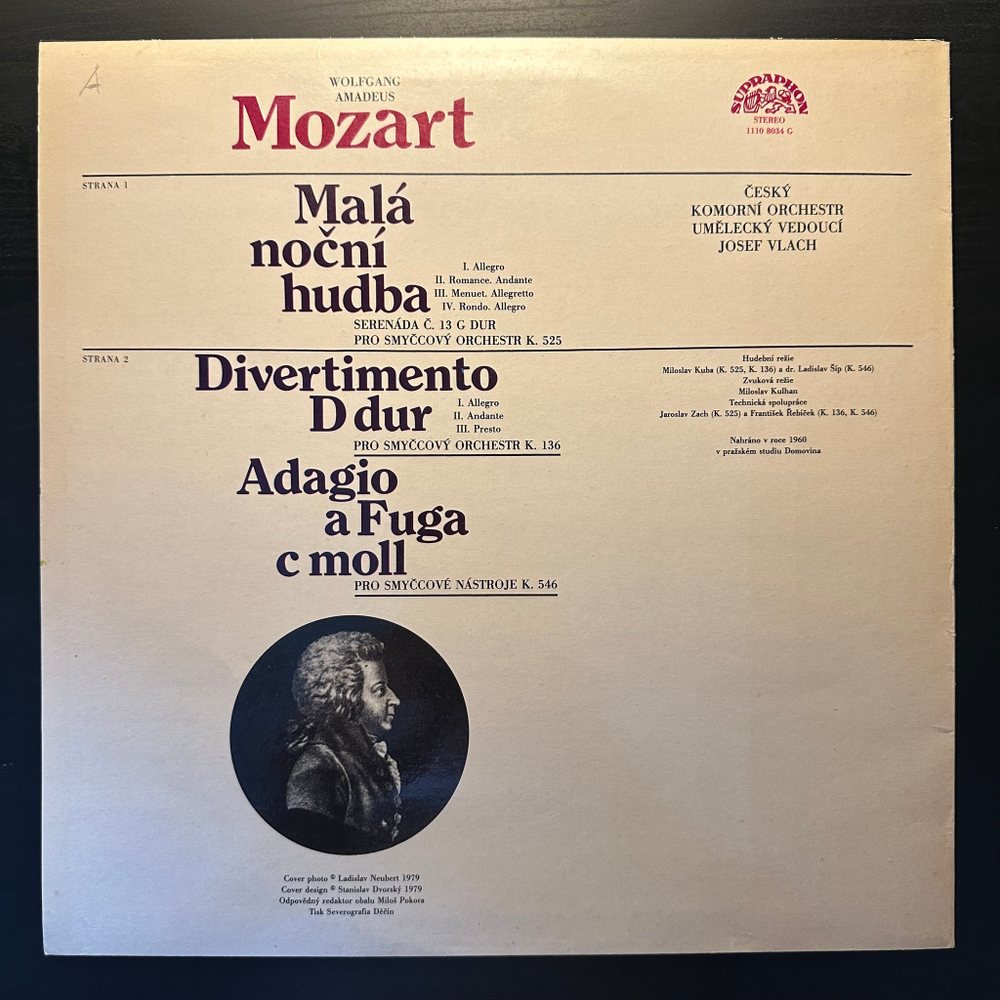 A
WOLFGANG
AMADEUS
Mozart
SUPRAPHON
STEREO
1110 8034 G
STRANA 1
Malá
noční
hudba
I. Allegro
II. Romance. Andante
III. Menuet. Allegretto
IV. Rondo. Allegro
SERENÁDA Č. 13 G DUR
PRO SMYČCOVÝ ORCHESTR K. 525
ČESKÝ
KOMORNÍ ORCHESTR
UMĚLECKÝ VEDOUCÍ
JOSEF VLACH
STRANA 2
Divertimento
D dur
I. Allegro
II. Andante
III. Presto
PRO SMYČCOVÝ ORCHESTR K. 136
Adagio
a Fuga
c moll
PRO SMYČCOVÉ NÁSTROJE K. 546
Hudební režie
Miloslav Kuba (K. 525, K. 136) a dr. Ladislav Šíp (K. 546)
Zvuková režie
Miloslav Kulhan
Technická spolupráce
Jaroslav Zach (K. 525) a František Řebíček (K. 136, K. 546)
Nahráno v roce 1960
v pražském studiu Domovina
Cover photo © Ladislav Neubert 1979
Cover design © Stanislav Dvorský 1979
Odpovědný redaktor obalu Miloš Pokora
Tisk Severografia Děčín